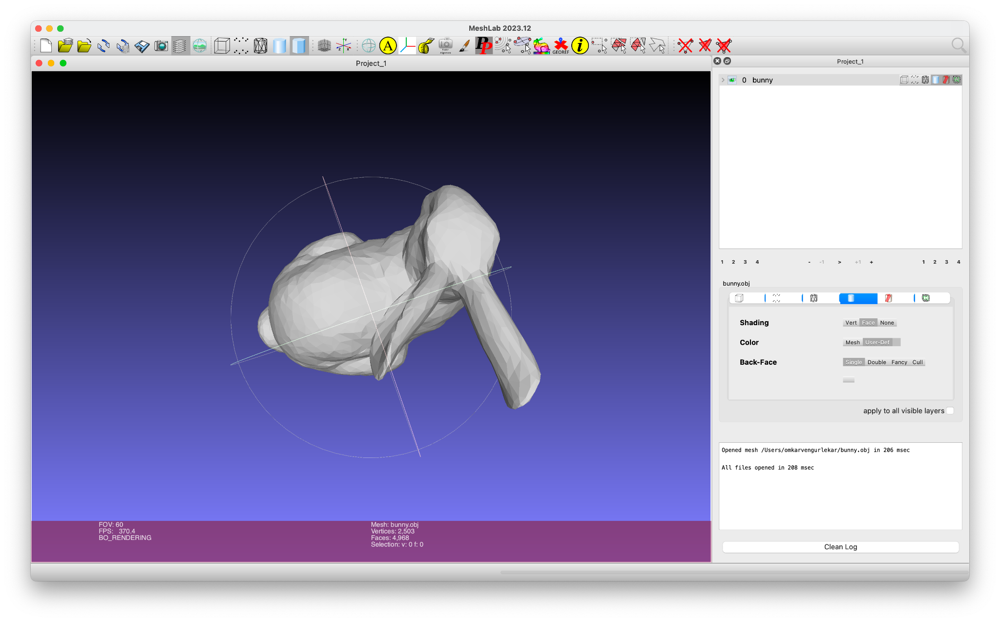 MeshLab 2023.12
A
PP
GEOREF
i
Raster
Alignment
Project_1
Project_1
0 bunny
1 2 3 4 - -1 > +1 + 1 2 3 4
bunny.obj
Shading Vert Face None
Color Mesh User-Def
Back-Face Single Double Fancy Cull
apply to all visible layers
Opened mesh /Users/omkarvengurlekar/bunny.obj in 206 msec
All files opened in 208 msec
Clean Log
FOV: 60
FPS: 370.4
BO_RENDERING
Mesh: bunny.obj
Vertices: 2,503
Faces: 4,968
Selection: v: 0 f: 0